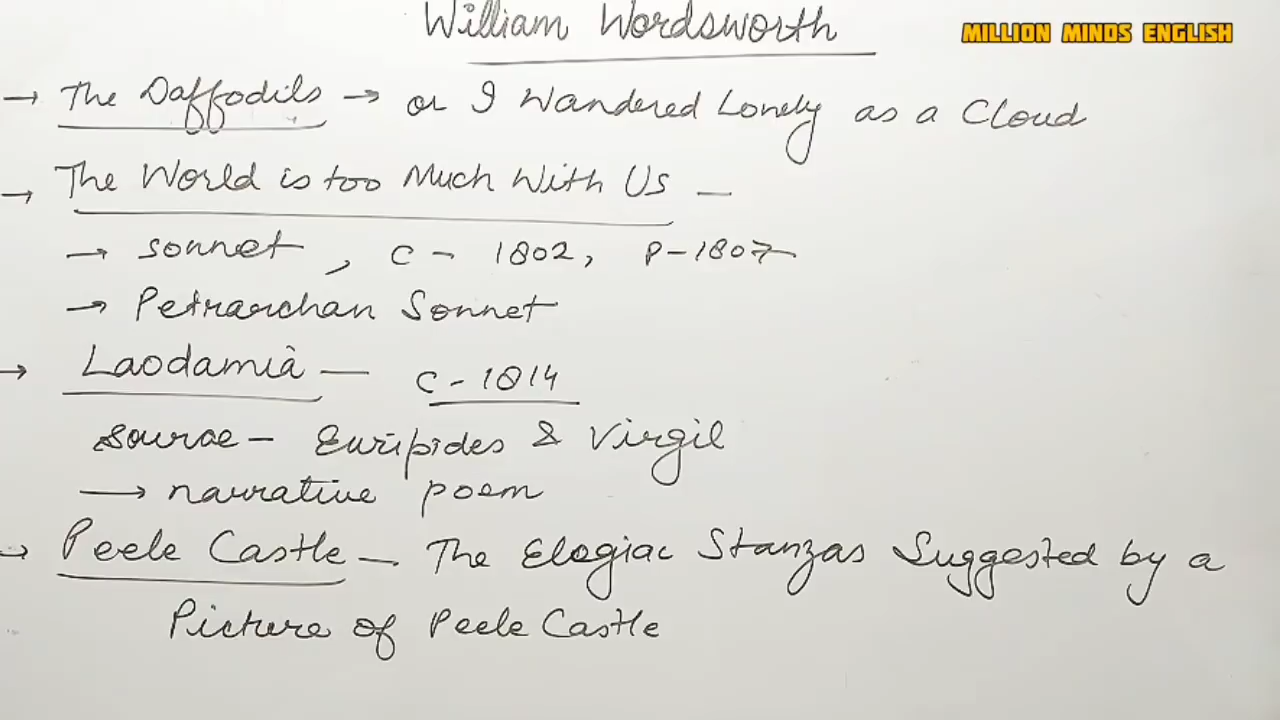 William Wordsworth
MILLION MINDS ENGLISH
→ The Daffodils → or I Wandered Lonely as a Cloud
→ The World is too Much With Us —
→ sonnet, C - 1802, P - 1807
→ Petrarchan Sonnet
→ Laodamia — C - 1814
Source - Euripides & Virgil
→ narrative poem
→ Peele Castle — The Elegiac Stanzas Suggested by a
Picture of Peele Castle